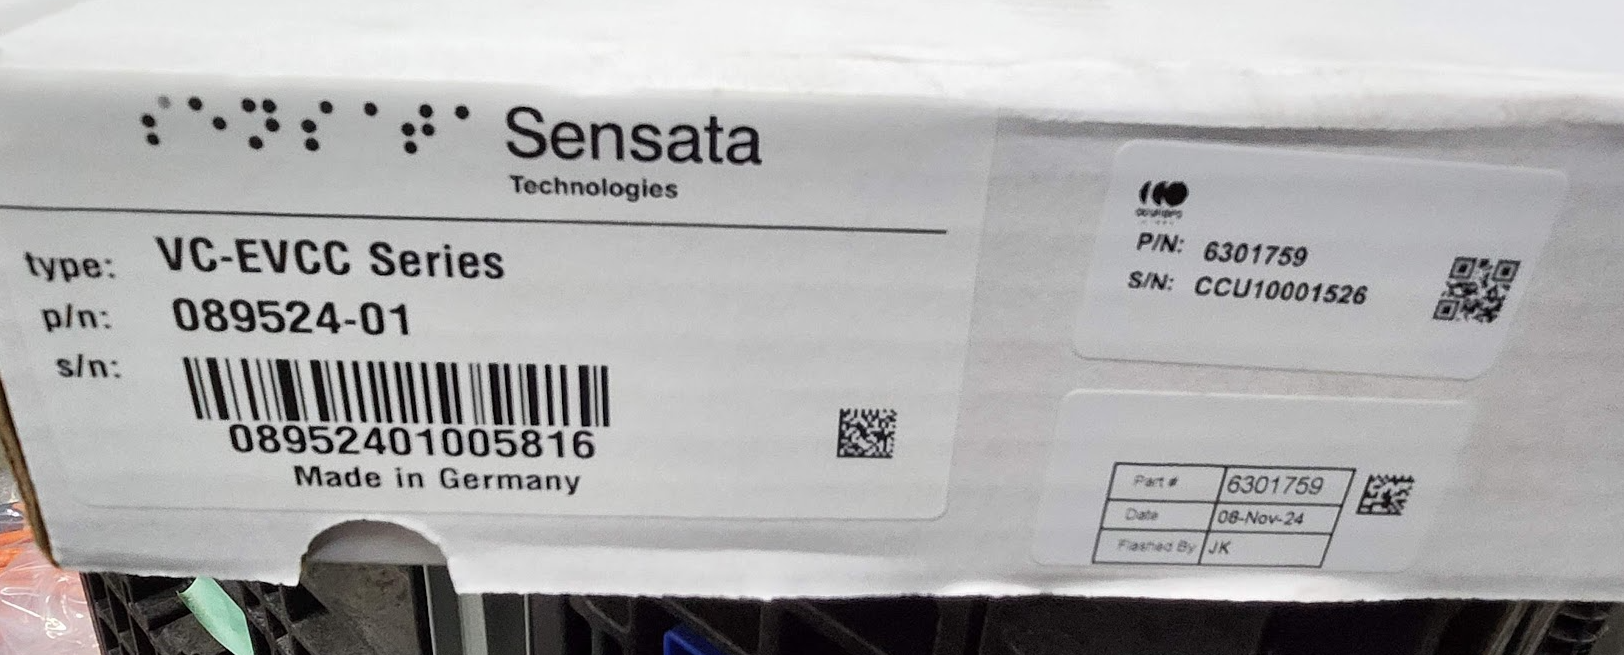 Sensata
Technologies
type: VC-EVCC Series
p/n: 089524-01
s/n:
08952401005816
Made in Germany
P/N: 6301759
S/N: CCU10001526
Part # 6301759
Date 08-Nov-24
Flashed By JK